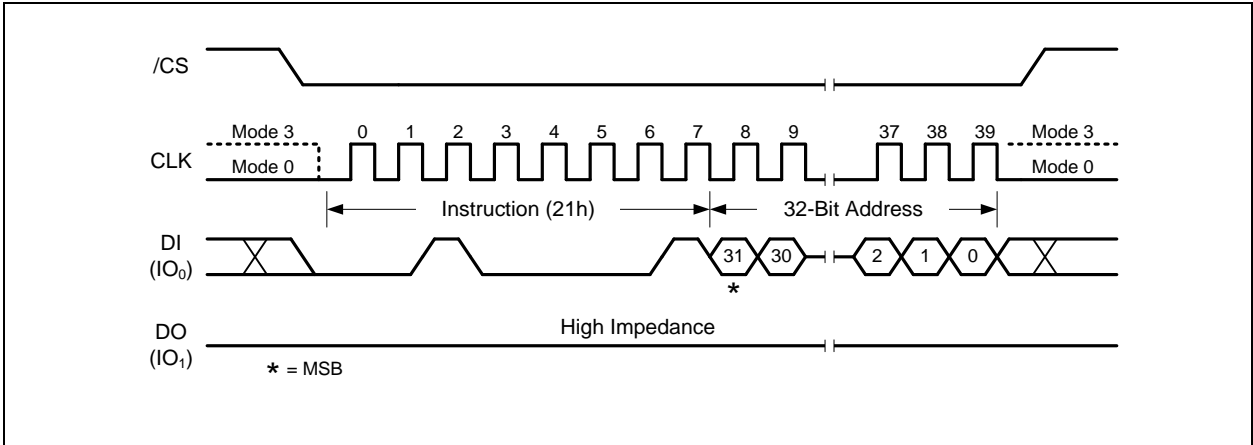 /CS
Mode 3 0 1 2 3 4 5 6 7 8 9 37 38 39 Mode 3
CLK
Mode 0 Mode 0
Instruction (21h) 32-Bit Address
DI
(IO₀)
31 30 2 1 0
*
High Impedance
DO
(IO₁)
* = MSB